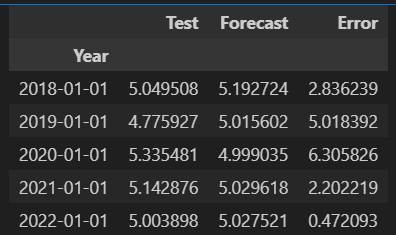 Test Forecast Error
Year
2018-01-01 5.049508 5.192724 2.836239
2019-01-01 4.775927 5.015602 5.018392
2020-01-01 5.335481 4.999035 6.305826
2021-01-01 5.142876 5.029618 2.202219
2022-01-01 5.003898 5.027521 0.472093